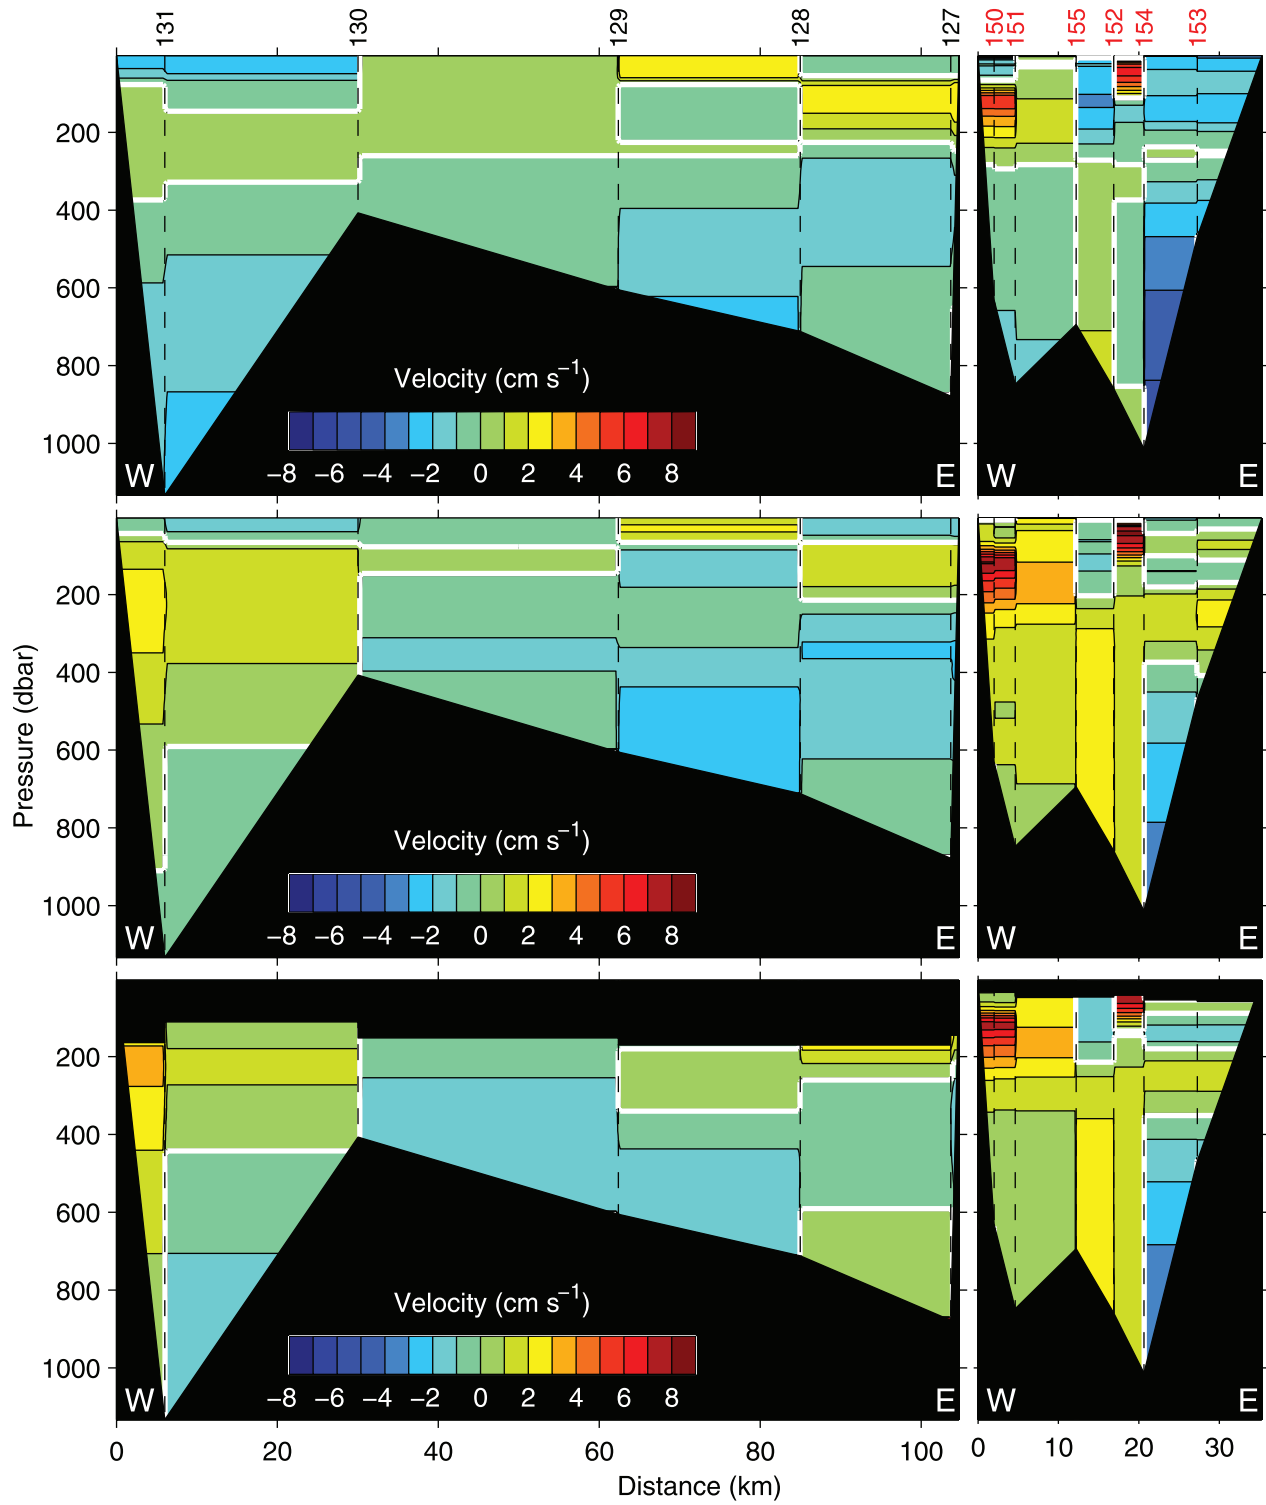 131 130 129 128 127 150 151 155 152 154 153
200
400
600
800
1000
Velocity (cm s−1)
−8 −6 −4 −2 0 2 4 6 8
W E W E
200
400
600
800
1000
Velocity (cm s−1)
−8 −6 −4 −2 0 2 4 6 8
W E W E
Pressure (dbar)
200
400
600
800
1000
Velocity (cm s−1)
−8 −6 −4 −2 0 2 4 6 8
W E W E
0 20 40 60 80 100 0 10 20 30
Distance (km)